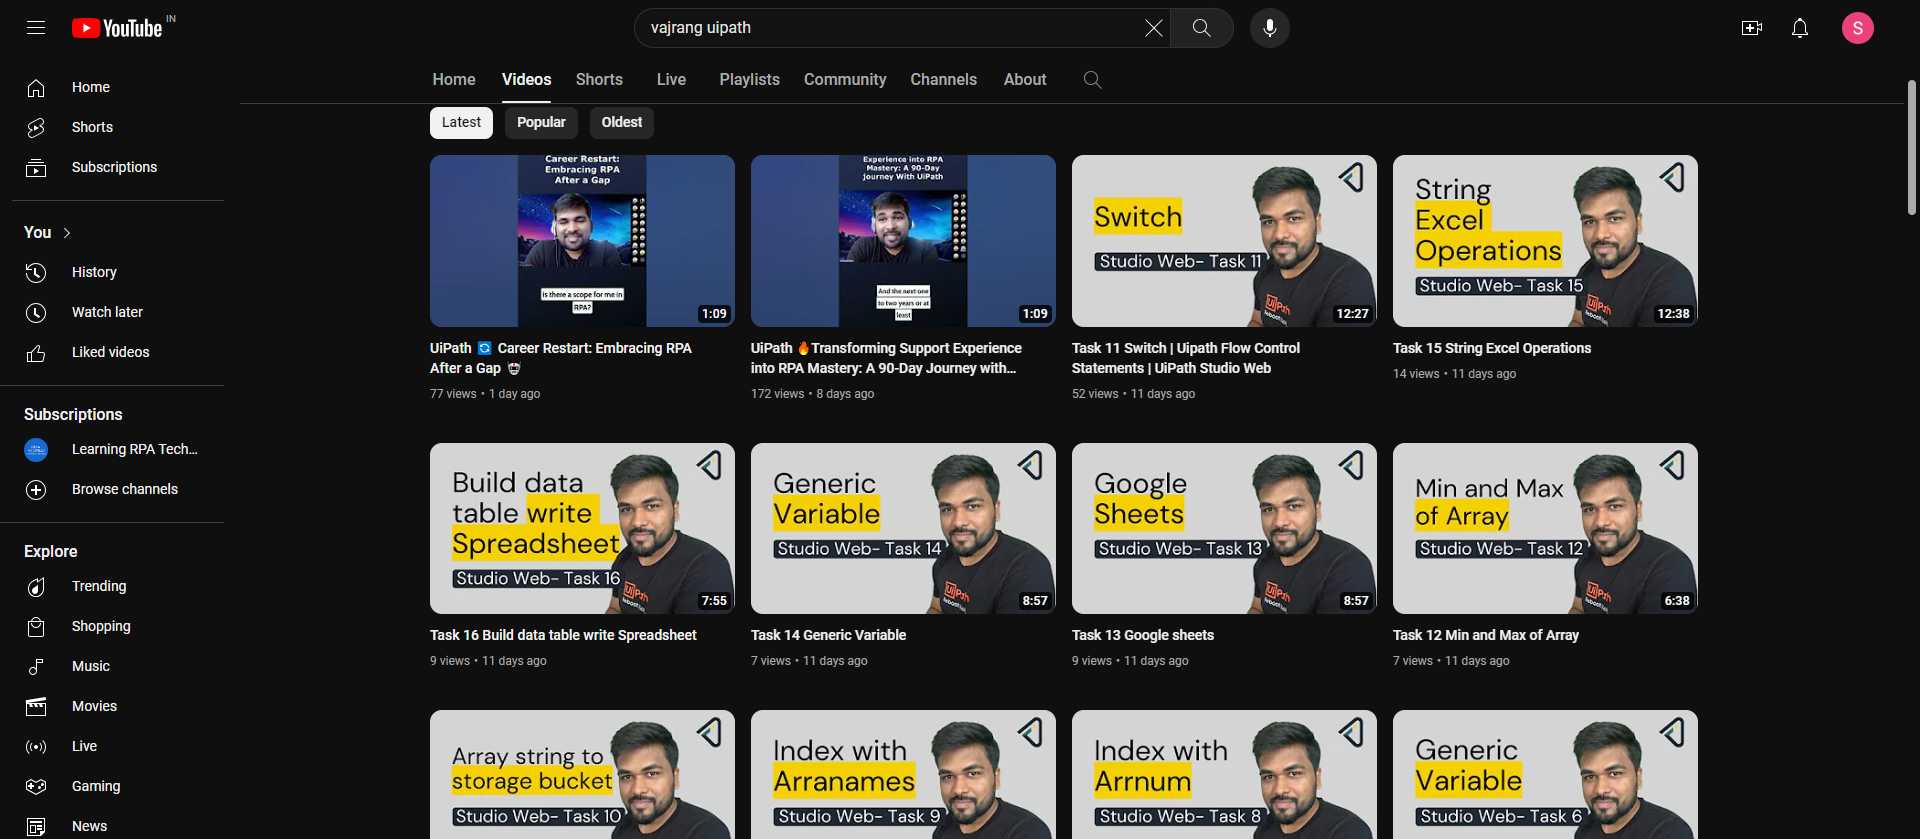 YouTube IN
vajrang uipath
S
Home
Shorts
Subscriptions
You
History
Watch later
Liked videos
Subscriptions
Learning RPA Tech...
Browse channels
Explore
Trending
Shopping
Music
Movies
Live
Gaming
News
Home Videos Shorts Live Playlists Community Channels About
Latest Popular Oldest
Career Restart:
Embracing RPA
After a Gap
is there a scope for me in
RPA?
1:09
UiPath 🔄 Career Restart: Embracing RPA
After a Gap
77 views • 1 day ago
Experience into RPA
Mastery: A 90-Day
Journey With UiPath
And the next one
to two years or at
least
1:09
UiPath 🔥Transforming Support Experience
into RPA Mastery: A 90-Day Journey with...
172 views • 8 days ago
Switch
Studio Web- Task 11
UiPath
12:27
Task 11 Switch | Uipath Flow Control
Statements | UiPath Studio Web
52 views • 11 days ago
String
Excel
Operations
Studio Web- Task 15
UiPath
12:38
Task 15 String Excel Operations
14 views • 11 days ago
Build data
table write
Spreadsheet
Studio Web- Task 16
UiPath
7:55
Task 16 Build data table write Spreadsheet
9 views • 11 days ago
Generic
Variable
Studio Web- Task 14
UiPath
8:57
Task 14 Generic Variable
7 views • 11 days ago
Google
Sheets
Studio Web- Task 13
UiPath
8:57
Task 13 Google sheets
9 views • 11 days ago
Min and Max
of Array
Studio Web- Task 12
UiPath
6:38
Task 12 Min and Max of Array
7 views • 11 days ago
Array string to
storage bucket
Studio Web- Task 10
Index with
Arranames
Studio Web- Task 9
Index with
Arrnum
Studio Web- Task 8
Generic
Variable
Studio Web- Task 6